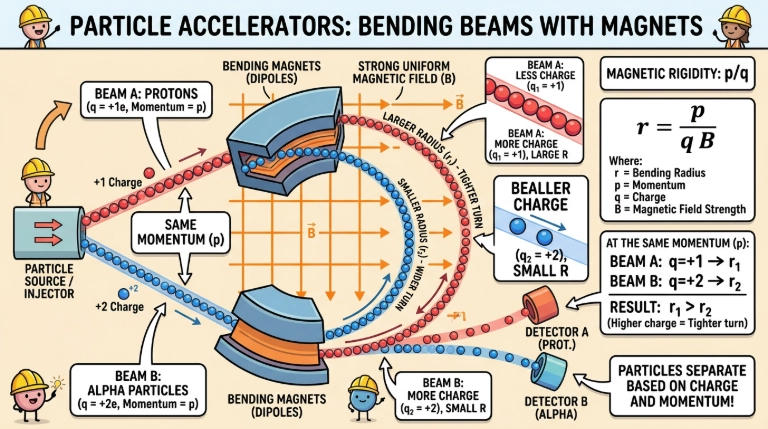 PARTICLE ACCELERATORS: BENDING BEAMS WITH MAGNETS
BEAM A: PROTONS
(q = +1e, Momentum = p)
+1 Charge
SAME
MOMENTUM (p)
PARTICLE
SOURCE /
INJECTOR
+2
+2 Charge
BEAM B:
ALPHA PARTICLES
(q = +2e, Momentum = p)
BENDING MAGNETS
(DIPOLES)
STRONG UNIFORM
MAGNETIC FIELD (B)
B
B
LARGER RADIUS (r₁) - TIGHTER TURN
SMALLER RADIUS (r₂) - WIDER TURN
BENDING MAGNETS
(DIPOLES)
BEAM A:
LESS CHARGE
(q₁ = +1)
BEAM A:
MORE CHARGE
(q₁ = +1), LARGE R
BEALLER
CHARGE
(q₂ = +2),
SMALL R
DETECTOR A
(PROT.)
DETECTOR B
(ALPHA)
BEAM B:
MORE CHARGE
(q₂ = +2), SMALL R
MAGNETIC RIGIDITY: p/q
r = p / q B
Where:
r = Bending Radius
p = Momentum
q = Charge
B = Magnetic Field Strength
AT THE SAME MOMENTUM (p):
BEAM A: q=+1 → r₁
BEAM B: q=+2 → r₂
RESULT: r₁ > r₂
(Higher charge = Tighter turn)
PARTICLES SEPARATE
BASED ON CHARGE
AND MOMENTUM!